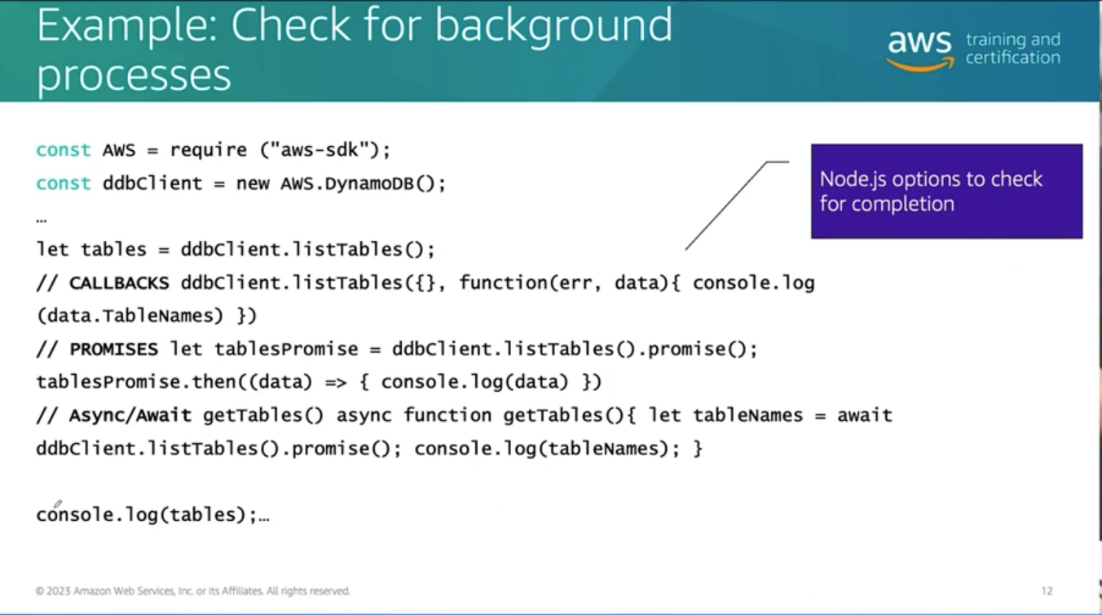 Example: Check for background
processes
aws training and
certification
const AWS = require ("aws-sdk");
const ddbClient = new AWS.DynamoDB();
…
let tables = ddbClient.listTables();
// CALLBACKS ddbClient.listTables({}, function(err, data){ console.log
(data.TableNames) })
// PROMISES let tablesPromise = ddbClient.listTables().promise();
tablesPromise.then((data) => { console.log(data) })
// Async/Await getTables() async function getTables(){ let tableNames = await
ddbClient.listTables().promise(); console.log(tableNames); }
console.log(tables);…
Node.js options to check
for completion
© 2023 Amazon Web Services, Inc. or its Affiliates. All rights reserved.
12